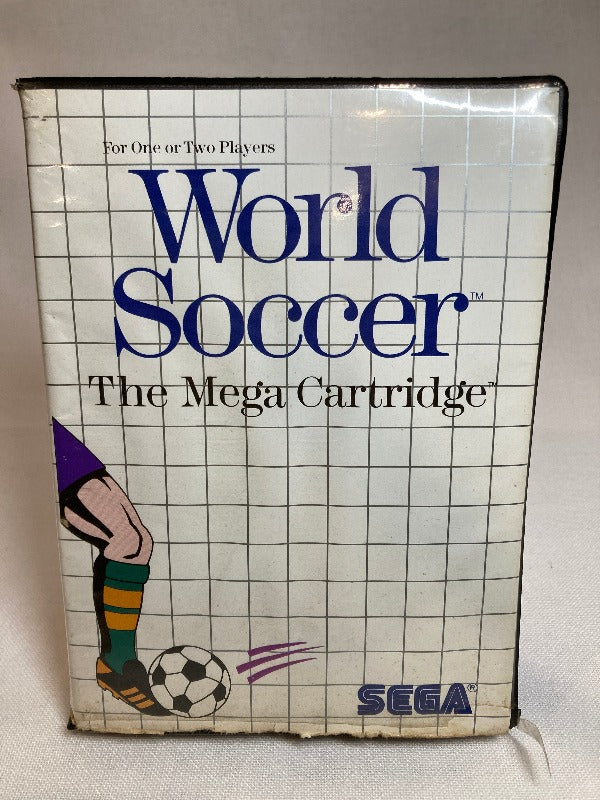 For One or Two Players
World
Soccer™
The Mega Cartridge™
SEGA®